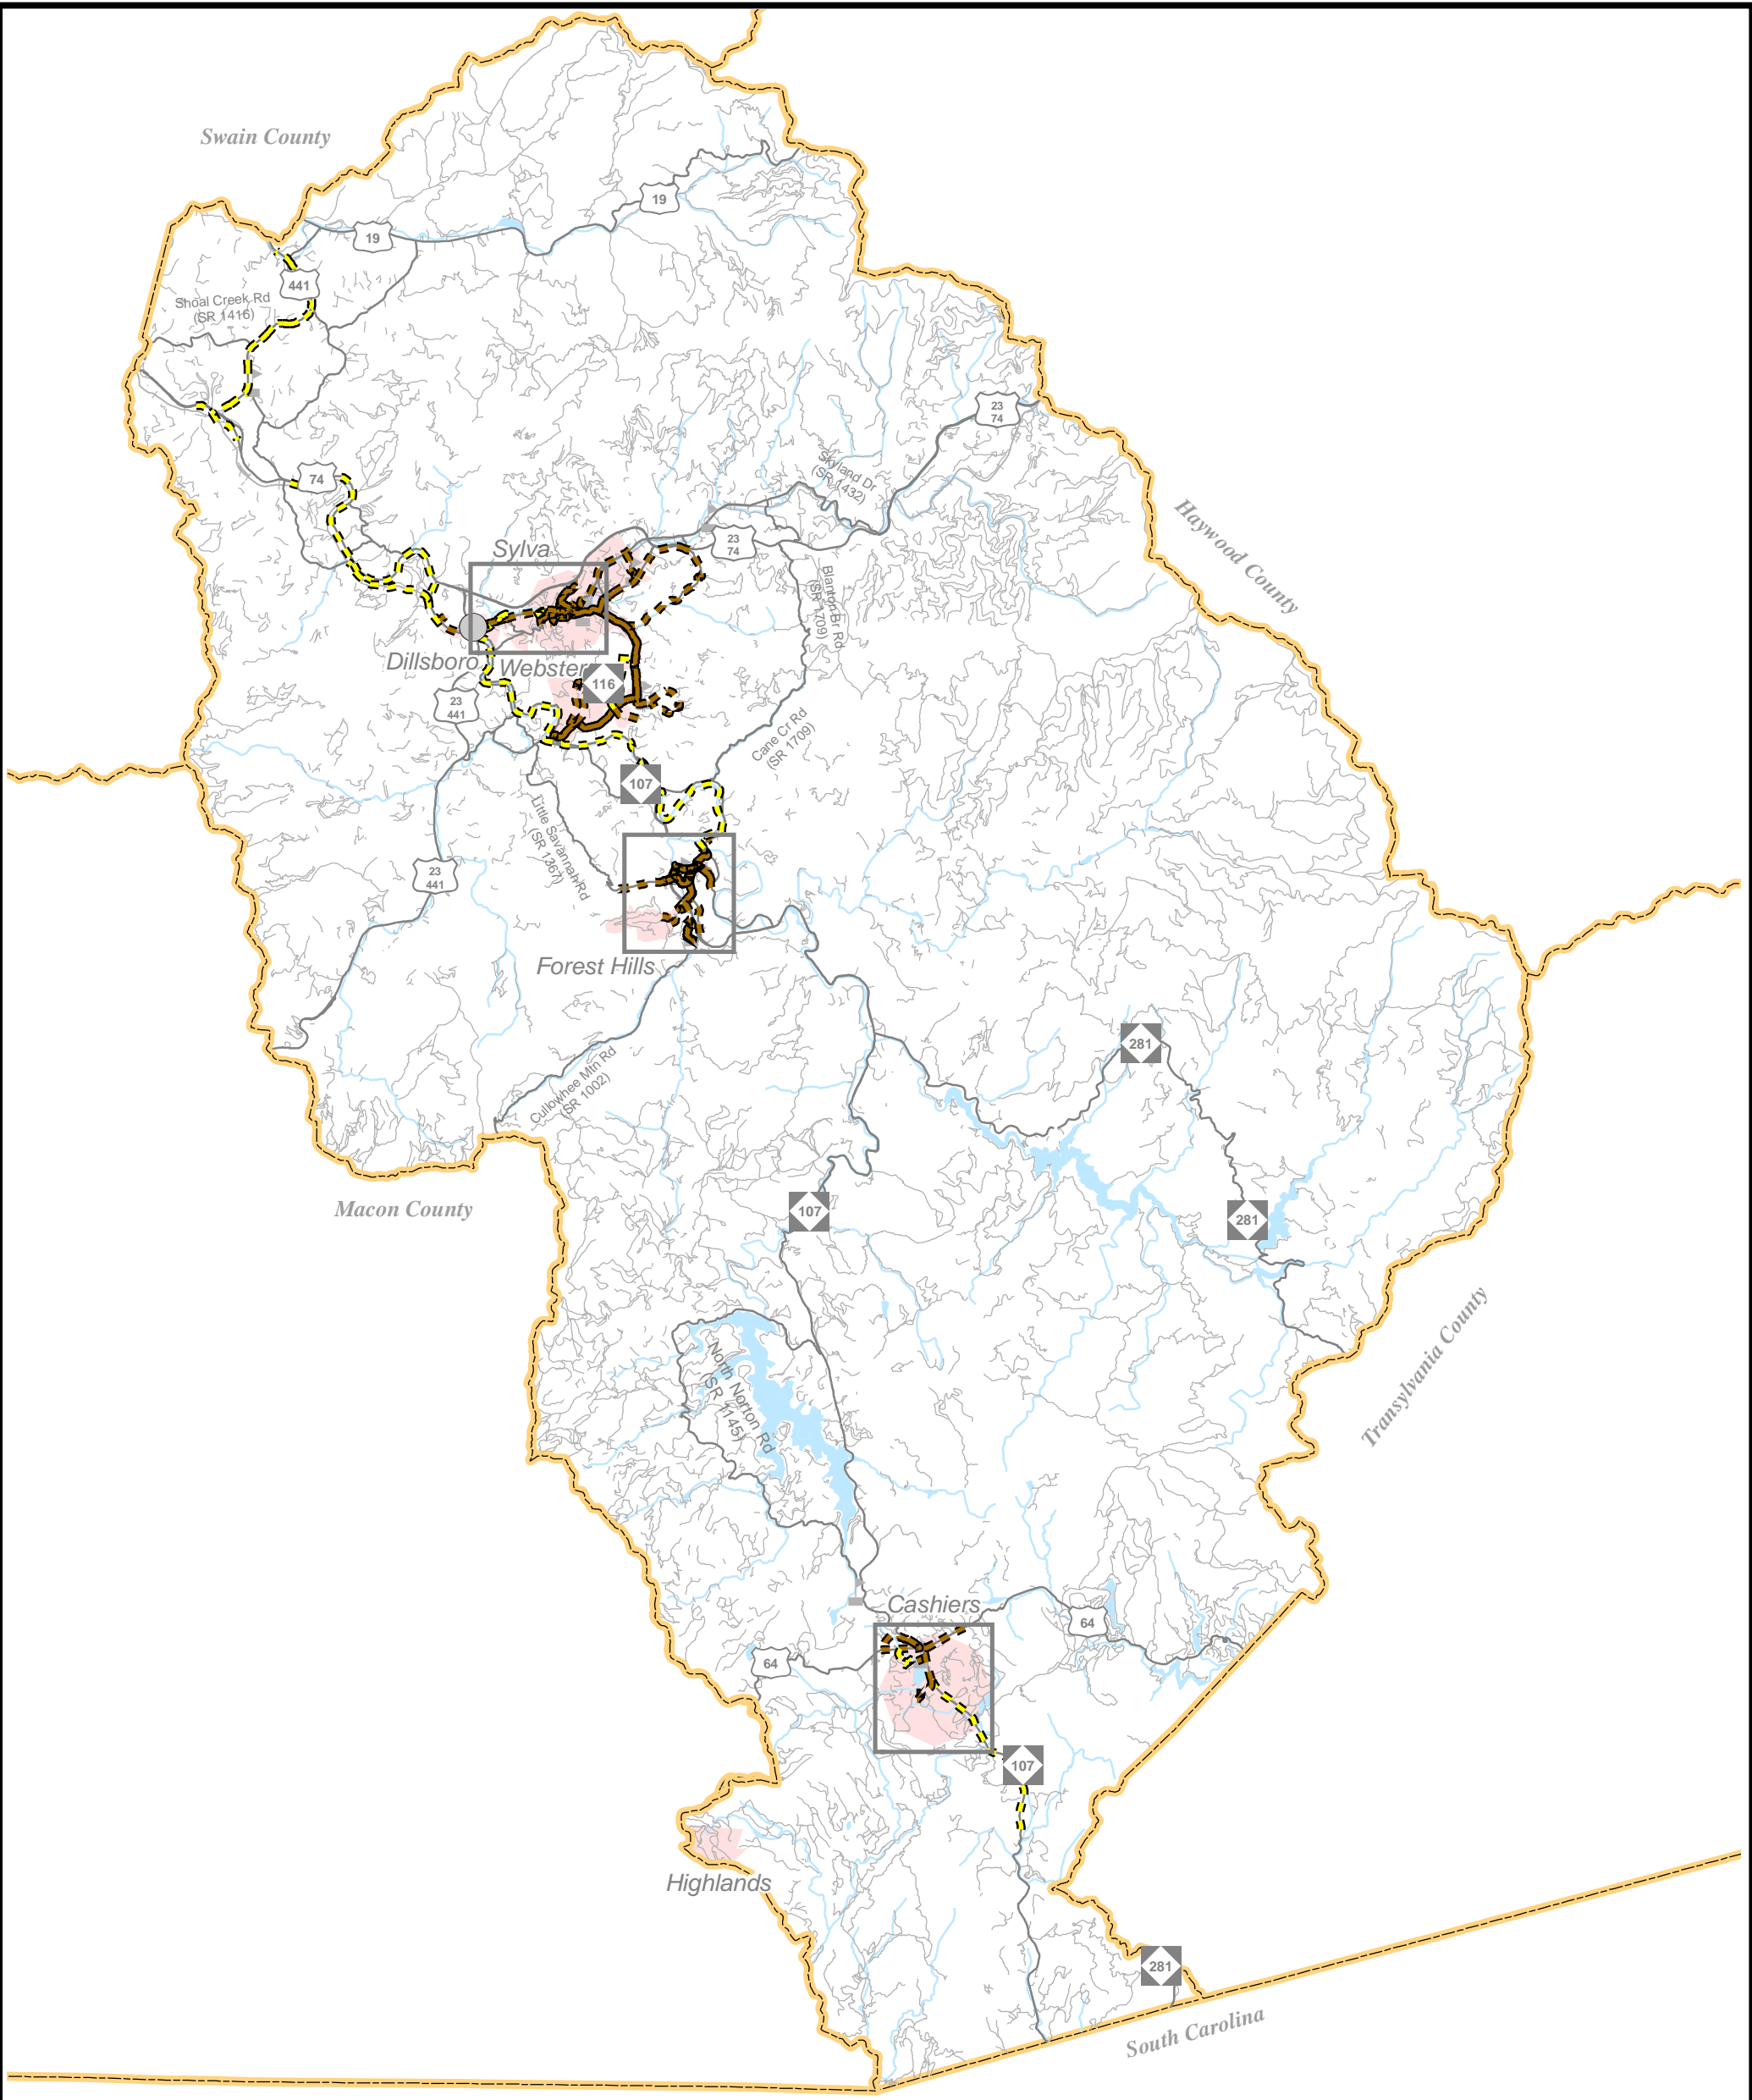 Swain County
19
19
441
Shoal Creek Rd
(SR 1416)
23
74
74
Skyland Dr
(SR 1432)
Haywood County
23
74
Sylva
Blanton Br Rd
(SR 1709)
Dillsboro
Webster
116
23
441
Cane Cr Rd
(SR 1709)
107
Little Savannah Rd
(SR 1367)
23
441
Forest Hills
281
Cullowhee Mtn Rd
(SR 1002)
Macon County
107
281
Transylvania County
North Norton Rd
(SR 1145)
Cashiers
64
64
107
Highlands
281
South Carolina